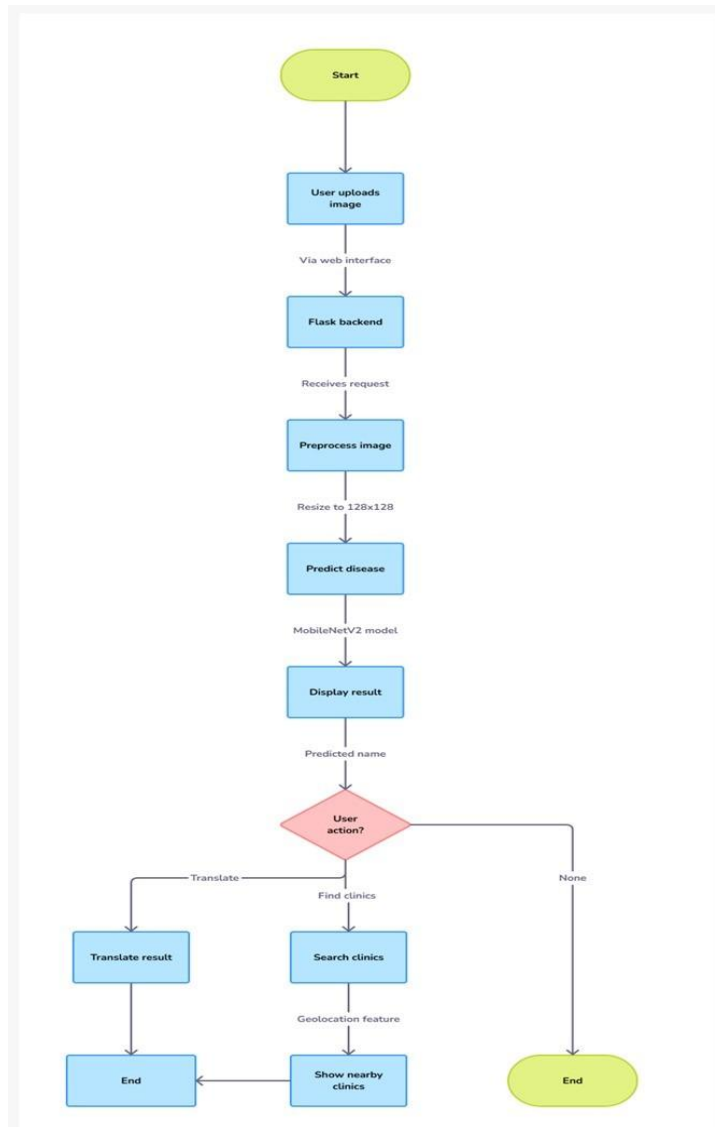 Start
User uploads
image
Via web interface
Flask backend
Receives request
Preprocess image
Resize to 128x128
Predict disease
MobileNetV2 model
Display result
Predicted name
User
action?
Translate
None
Find clinics
Translate result
Search clinics
Geolocation feature
End
Show nearby
clinics
End